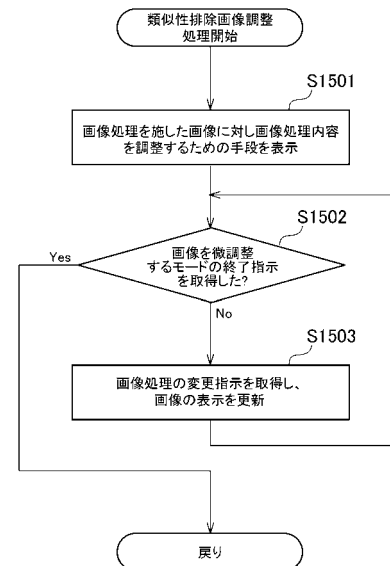 類似性排除画像調整
処理開始
S1501
画像処理を施した画像に対し画像処理内容
を調整するための手段を表示
S1502
画像を微調整
するモードの終了指示
を取得した?
Yes
No
S1503
画像処理の変更指示を取得し、
画像の表示を更新
戻り